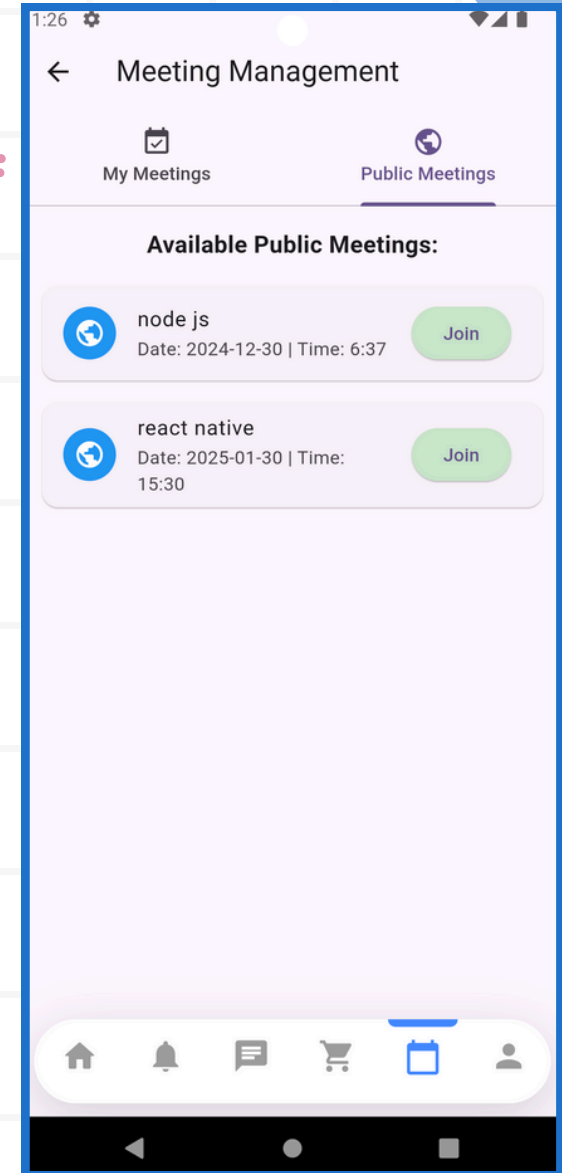 1:26
Meeting Management
My Meetings
Public Meetings
Available Public Meetings:
node js
Date: 2024-12-30 | Time: 6:37
Join
react native
Date: 2025-01-30 | Time:
15:30
Join